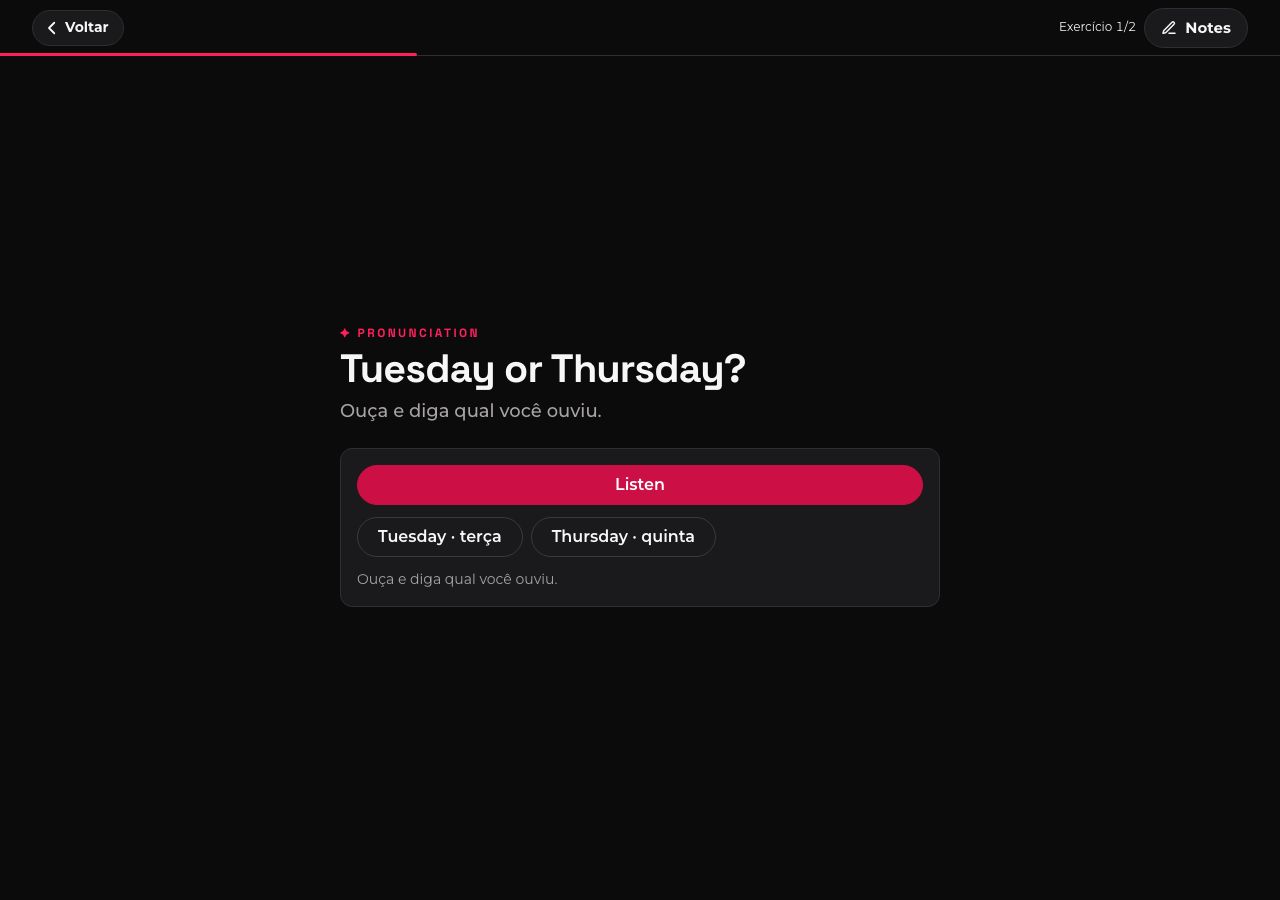 Voltar
Exercício 1/2
Notes
PRONUNCIATION
Tuesday or Thursday?
Ouça e diga qual você ouviu.
Listen
Tuesday · terça
Thursday · quinta
Ouça e diga qual você ouviu.